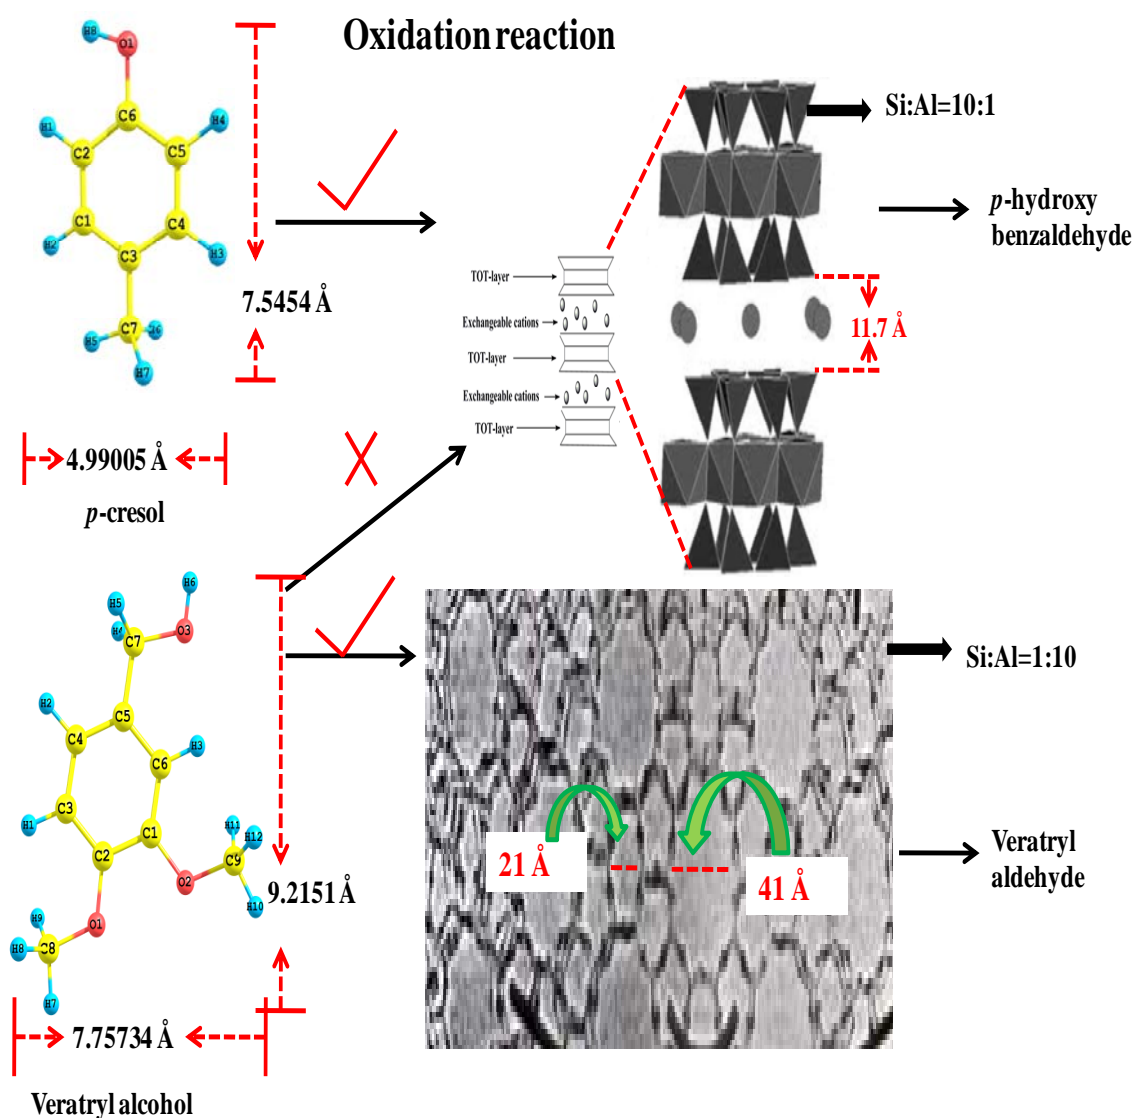 Oxidation reaction
H8
O1
C6
H1
H4
C2
C5
C1
C4
H2
H3
C3
C7
H5
H7
7.5454 Å
4.99005 Å
p-cresol
TOT-layer
Exchangeable cations
TOT-layer
Exchangeable cations
TOT-layer
Si:Al=10:1
p-hydroxy
benzaldehyde
11.7 Å
H6
H5
H4
O3
C7
H2
C5
C4
H3
C6
C3
H1
C1
C2
H11
H12
C9
O2
H10
H9
O1
H8
C8
H7
9.2151 Å
7.75734 Å
Veratryl alcohol
Si:Al=1:10
21 Å
41 Å
Veratryl
aldehyde